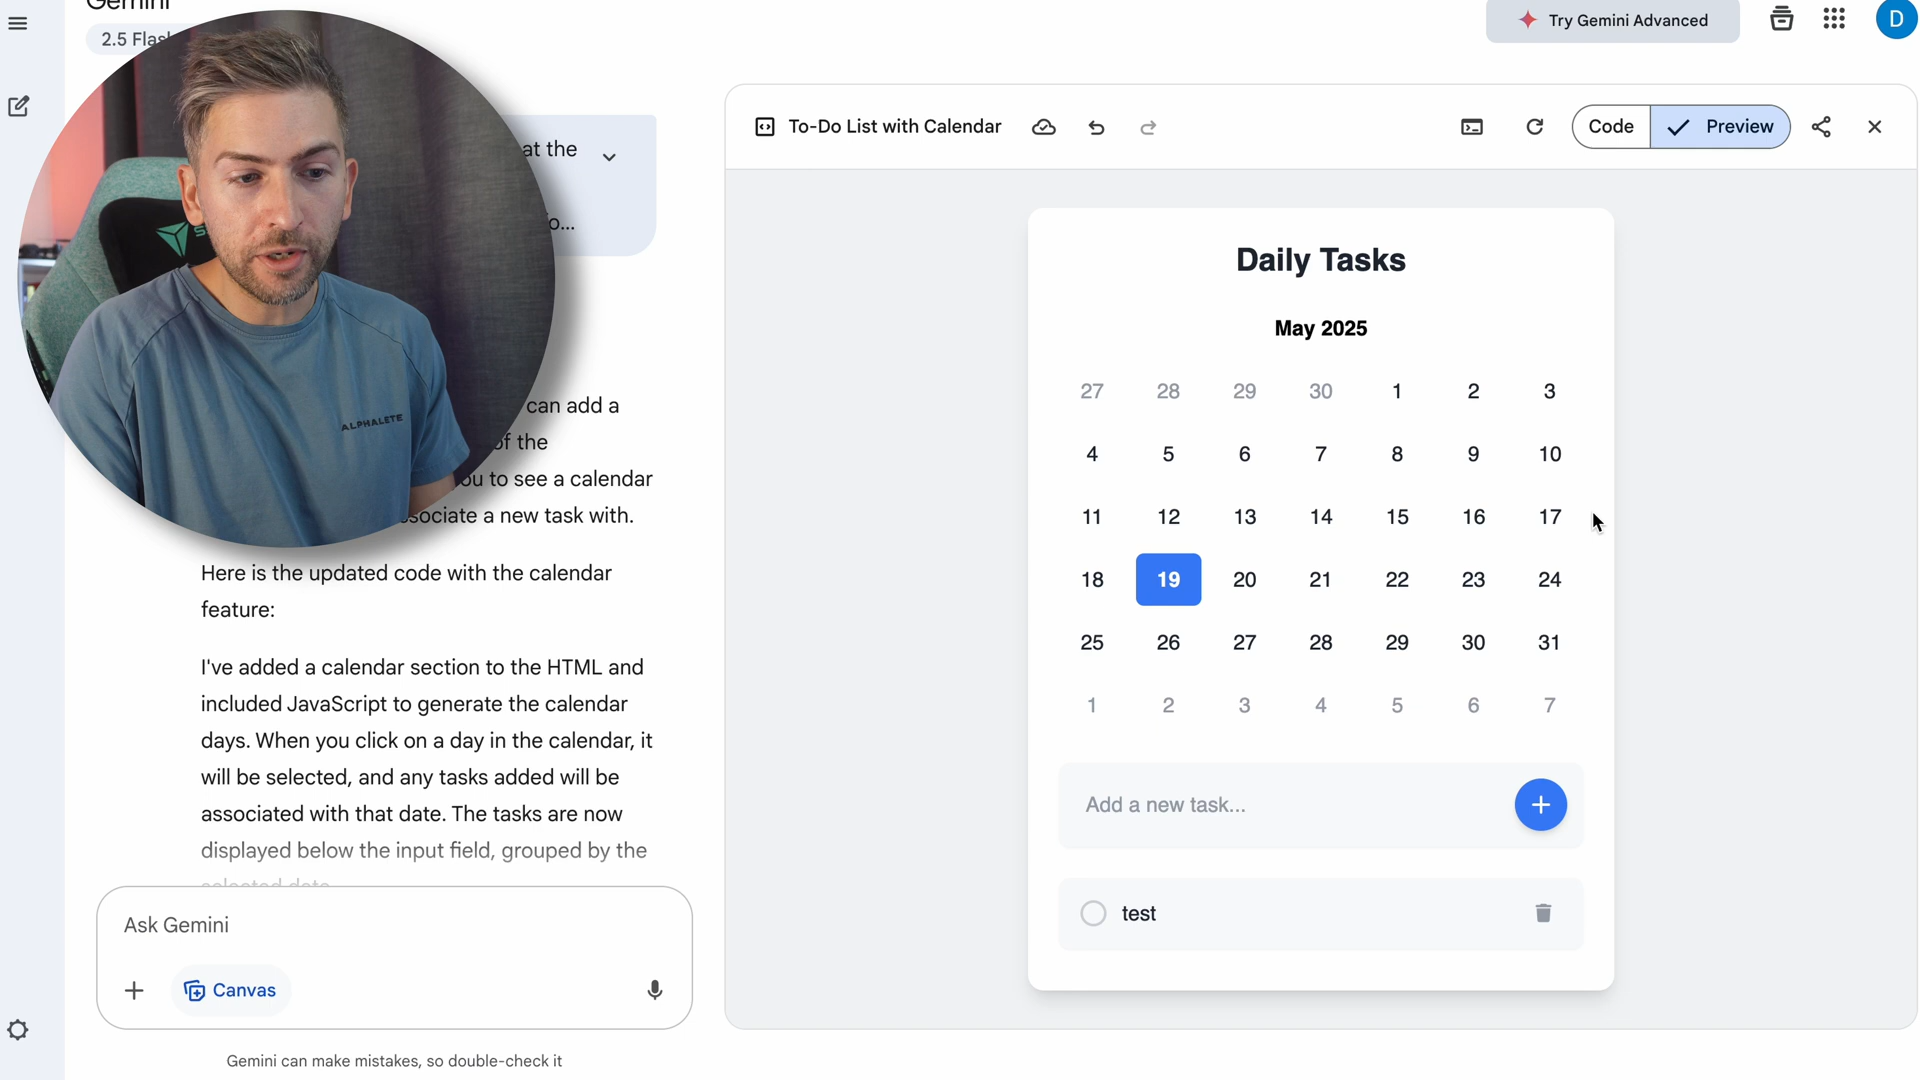 Gemini
2.5 Flash
Try Gemini Advanced
D
at the
o...
can add a
of the
you to see a calendar
associate a new task with.
Here is the updated code with the calendar
feature:
I've added a calendar section to the HTML and
included JavaScript to generate the calendar
days. When you click on a day in the calendar, it
will be selected, and any tasks added will be
associated with that date. The tasks are now
displayed below the input field, grouped by the
selected date.
Ask Gemini
Canvas
Gemini can make mistakes, so double-check it
ALPHALETE
To-Do List with Calendar
Code
Preview
Daily Tasks
May 2025
27 28 29 30 1 2 3
4 5 6 7 8 9 10
11 12 13 14 15 16 17
18 19 20 21 22 23 24
25 26 27 28 29 30 31
1 2 3 4 5 6 7
Add a new task...
test